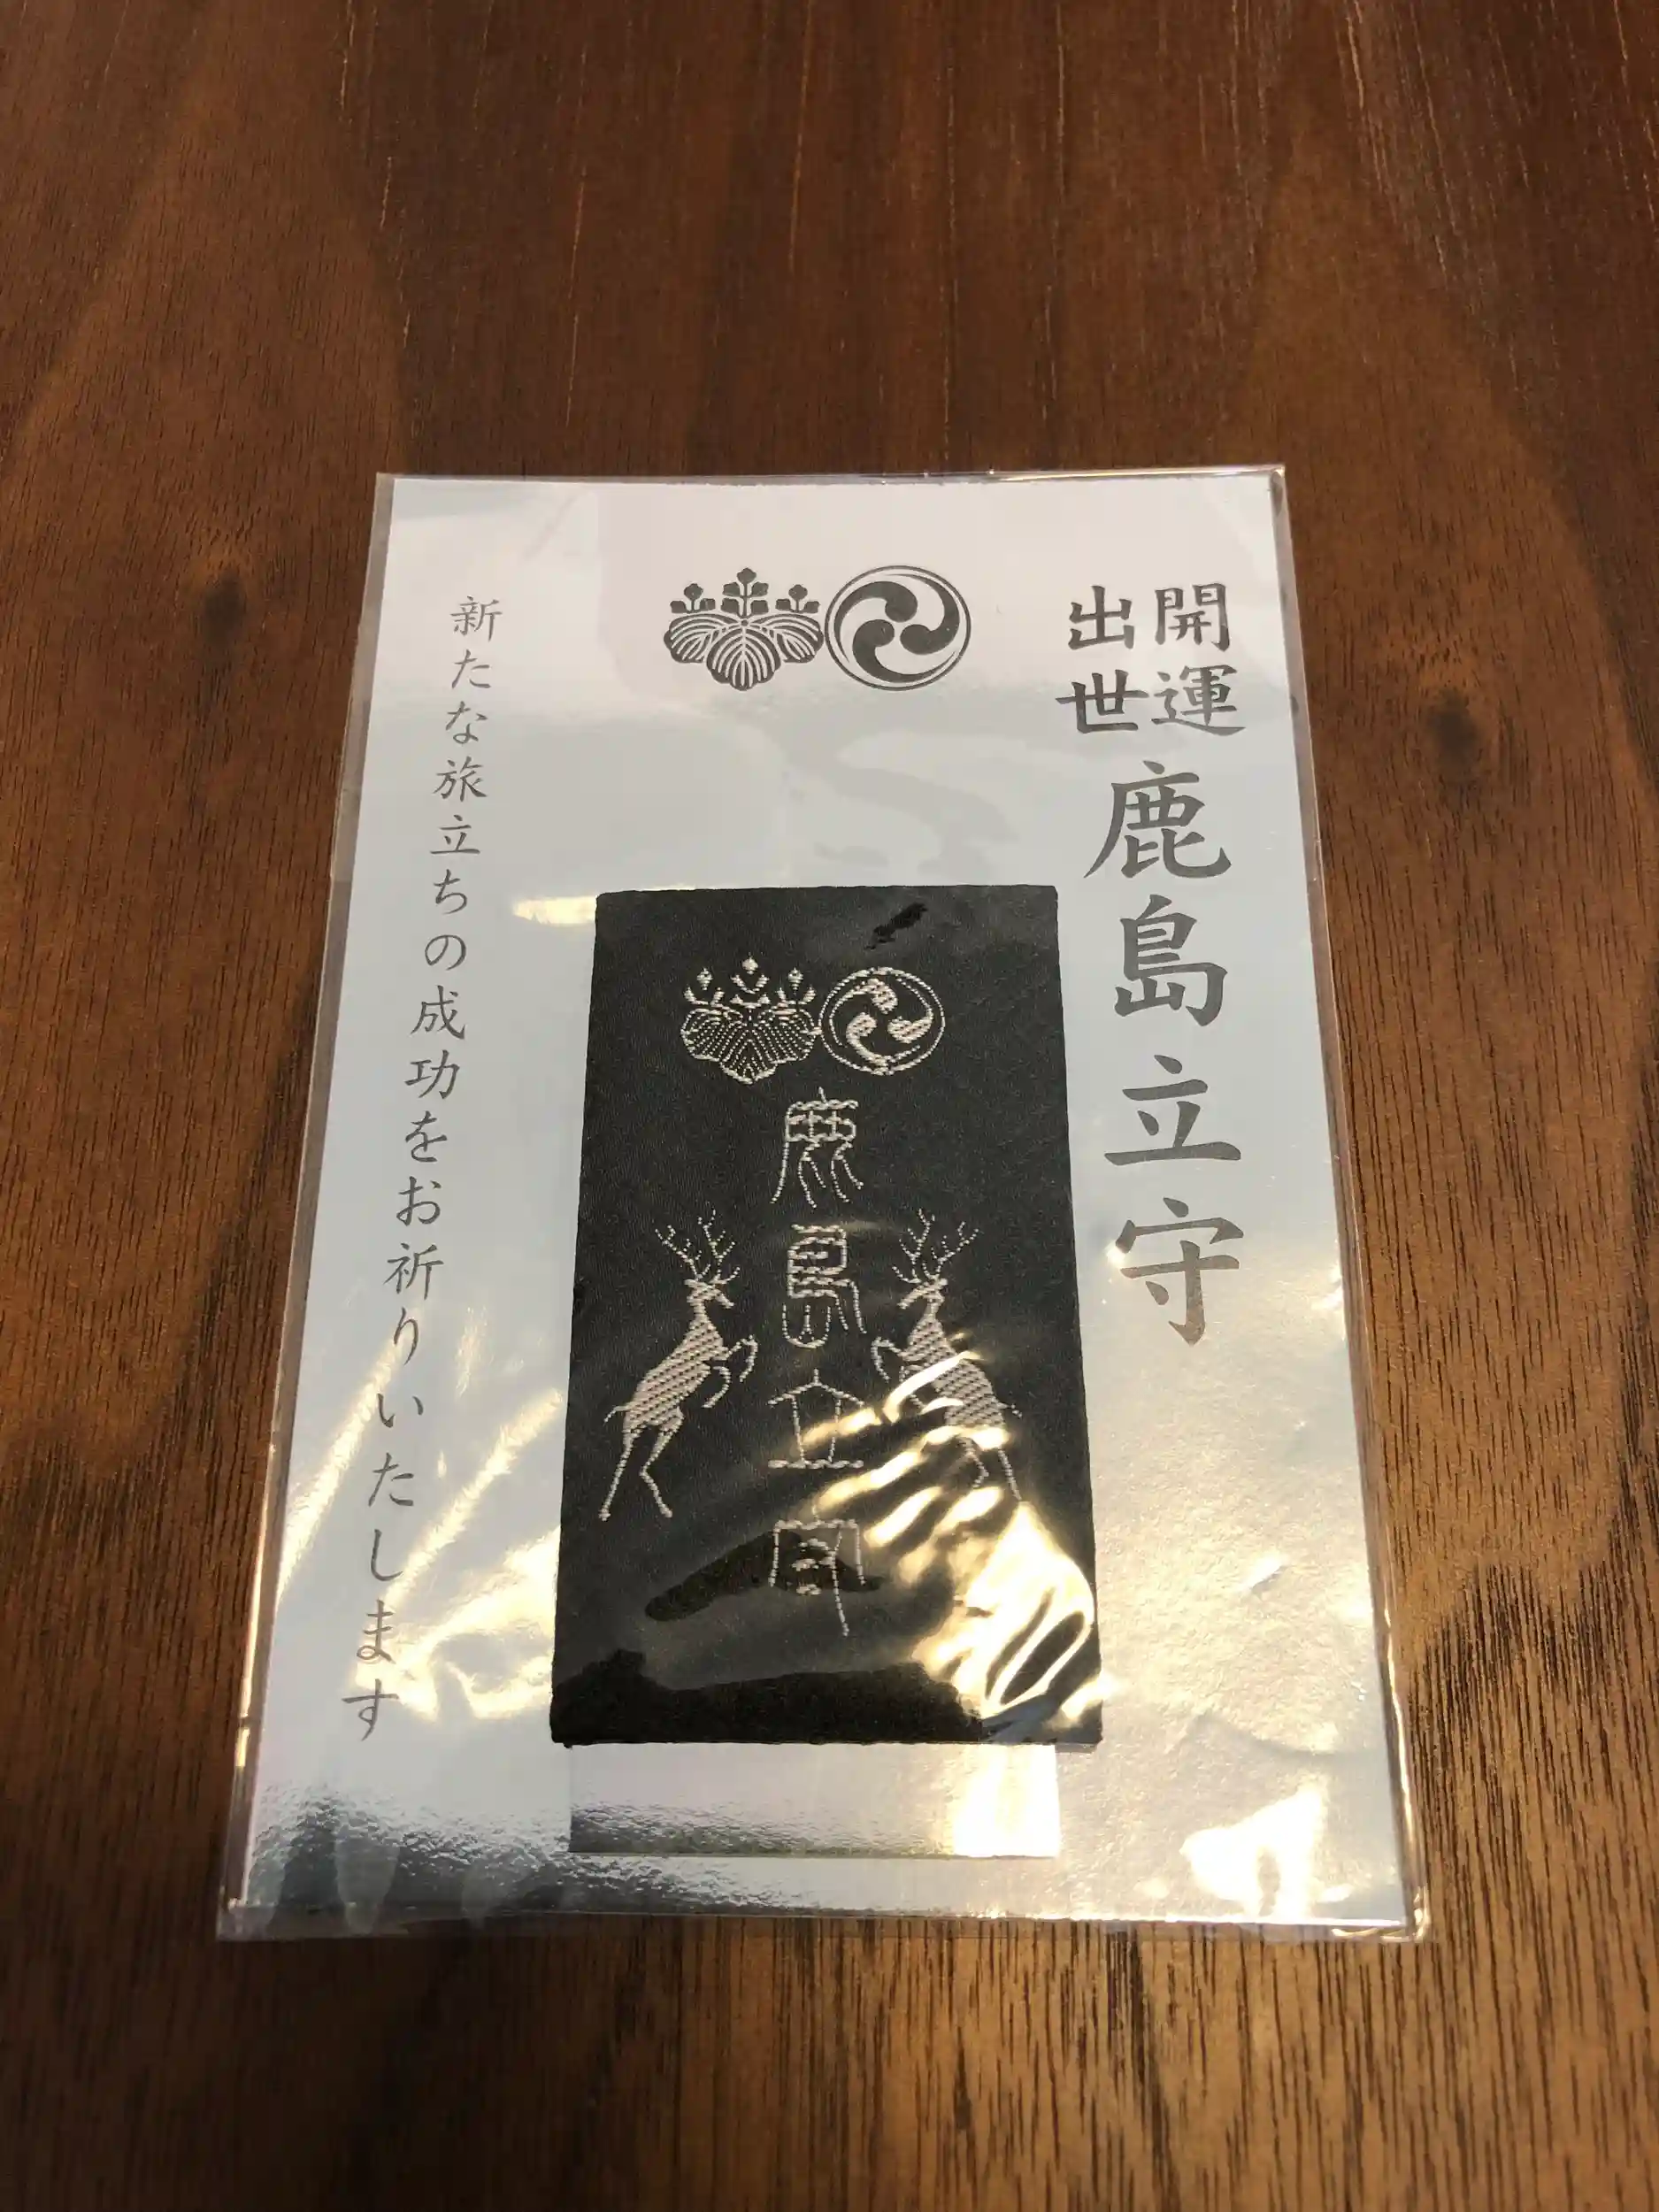 開運
出世
鹿島立守
鹿島立守
新たな旅立ちの成功をお祈りいたします